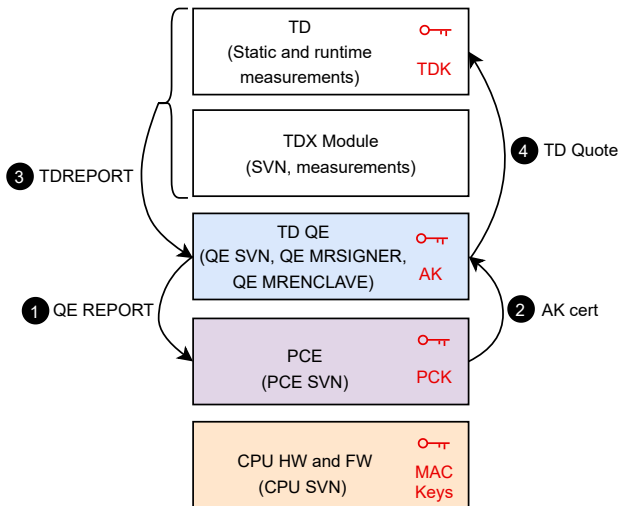 TD
(Static and runtime
measurements)
TDK
TDX Module
(SVN, measurements)
3 TDREPORT
4 TD Quote
TD QE
(QE SVN, QE MRSIGNER,
QE MRENCLAVE)
AK
1 QE REPORT
2 AK cert
PCE
(PCE SVN)
PCK
CPU HW and FW
(CPU SVN)
MAC
Keys